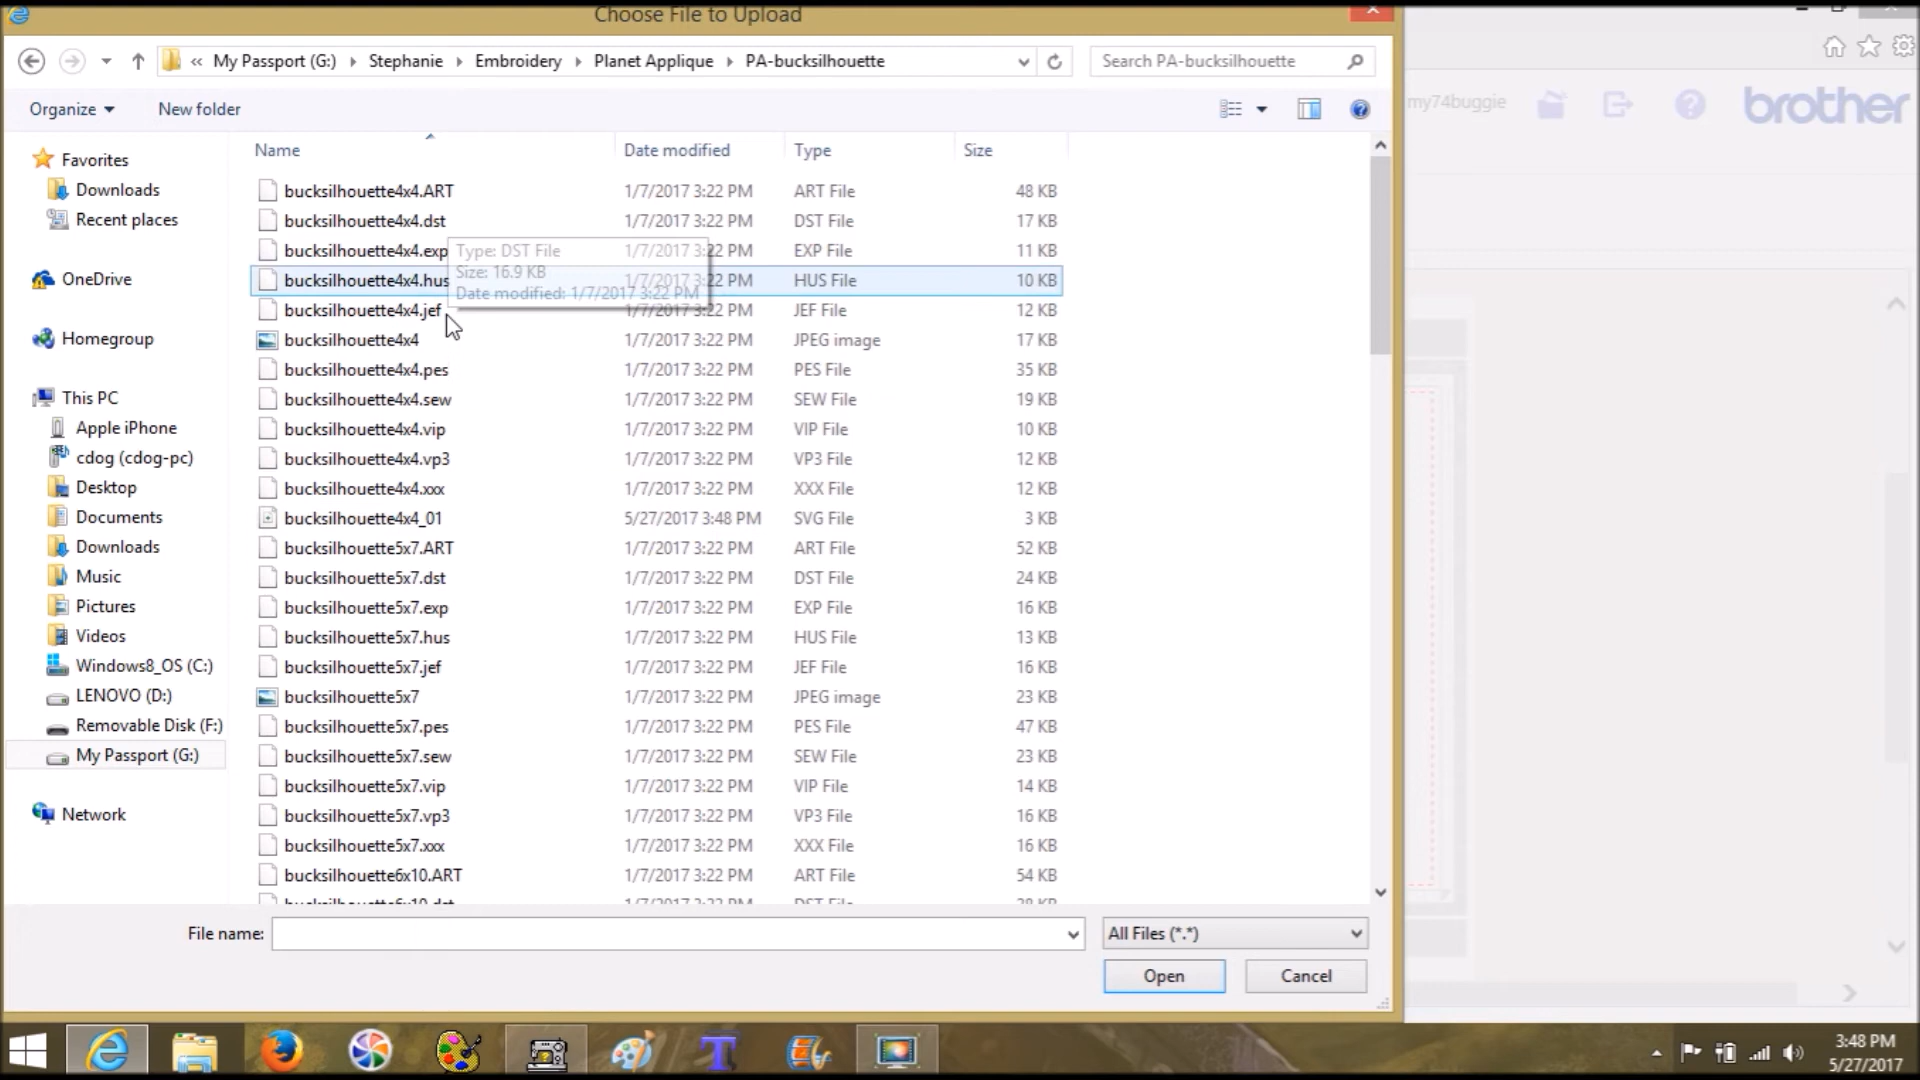 Choose File to Upload
« My Passport (G:) Stephanie Embroidery Planet Applique PA-bucksilhouette
Search PA-bucksilhouette
Organize New folder
my74buggie brother
Name Date modified Type Size
bucksilhouette4x4.ART 1/7/2017 3:22 PM ART File 48 KB
bucksilhouette4x4.dst 1/7/2017 3:22 PM DST File 17 KB
bucksilhouette4x4.exp 1/7/2017 3:22 PM EXP File 11 KB
bucksilhouette4x4.hus 1/7/2017 3:22 PM HUS File 10 KB
bucksilhouette4x4.jef 1/7/2017 3:22 PM JEF File 12 KB
Type: DST File
Size: 16.9 KB
Date modified: 1/7/2017 3:22 PM
bucksilhouette4x4 1/7/2017 3:22 PM JPEG image 17 KB
bucksilhouette4x4.pes 1/7/2017 3:22 PM PES File 35 KB
bucksilhouette4x4.sew 1/7/2017 3:22 PM SEW File 19 KB
bucksilhouette4x4.vip 1/7/2017 3:22 PM VIP File 10 KB
bucksilhouette4x4.vp3 1/7/2017 3:22 PM VP3 File 12 KB
bucksilhouette4x4.xxx 1/7/2017 3:22 PM XXX File 12 KB
bucksilhouette4x4_01 5/27/2017 3:48 PM SVG File 3 KB
bucksilhouette5x7.ART 1/7/2017 3:22 PM ART File 52 KB
bucksilhouette5x7.dst 1/7/2017 3:22 PM DST File 24 KB
bucksilhouette5x7.exp 1/7/2017 3:22 PM EXP File 16 KB
bucksilhouette5x7.hus 1/7/2017 3:22 PM HUS File 13 KB
bucksilhouette5x7.jef 1/7/2017 3:22 PM JEF File 16 KB
bucksilhouette5x7 1/7/2017 3:22 PM JPEG image 23 KB
bucksilhouette5x7.pes 1/7/2017 3:22 PM PES File 47 KB
bucksilhouette5x7.sew 1/7/2017 3:22 PM SEW File 23 KB
bucksilhouette5x7.vip 1/7/2017 3:22 PM VIP File 14 KB
bucksilhouette5x7.vp3 1/7/2017 3:22 PM VP3 File 16 KB
bucksilhouette5x7.xxx 1/7/2017 3:22 PM XXX File 16 KB
bucksilhouette6x10.ART 1/7/2017 3:22 PM ART File 54 KB
Favorites
Downloads
Recent places
OneDrive
Homegroup
This PC
Apple iPhone
cdog (cdog-pc)
Desktop
Documents
Downloads
Music
Pictures
Videos
Windows8_OS (C:)
LENOVO (D:)
Removable Disk (F:)
My Passport (G:)
Network
File name: All Files (*.*)
Open Cancel
3:48 PM
5/27/2017